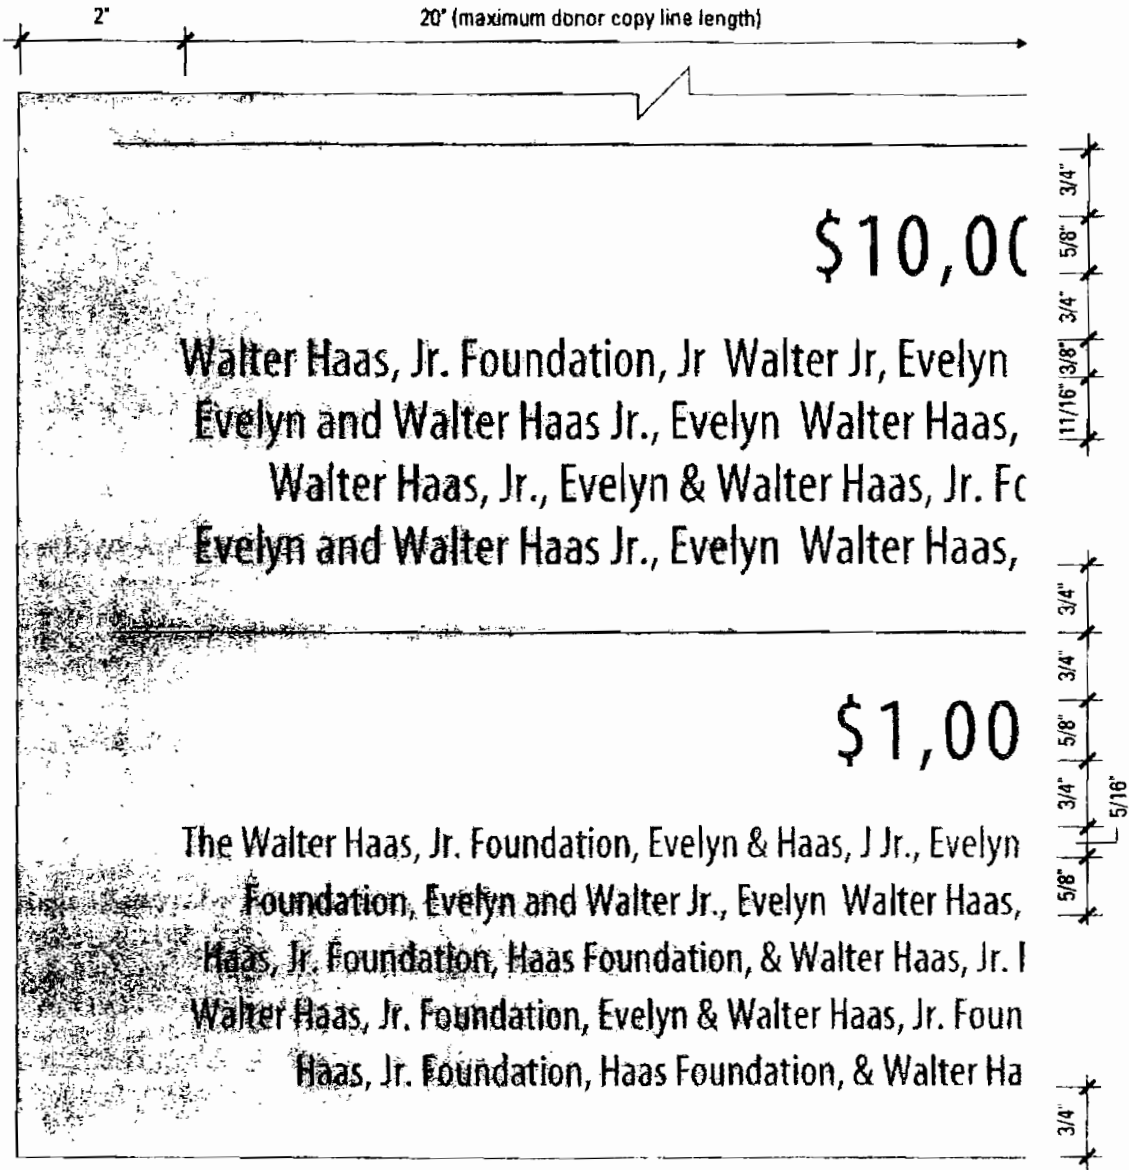 2" 20" (maximum donor copy line length)
3/4"
$10,00
5/8"
3/4"
Walter Haas, Jr. Foundation, Jr Walter Jr, Evelyn
3/8"
Evelyn and Walter Haas Jr., Evelyn Walter Haas,
11/16"
Walter Haas, Jr., Evelyn & Walter Haas, Jr. Fo
Evelyn and Walter Haas Jr., Evelyn Walter Haas,
3/4"
3/4"
$1,00
5/8"
3/4"
5/16"
The Walter Haas, Jr. Foundation, Evelyn & Haas, J Jr., Evelyn
5/8"
Foundation, Evelyn and Walter Jr., Evelyn Walter Haas,
Haas, Jr. Foundation, Haas Foundation, & Walter Haas, Jr.
Walter Haas, Jr. Foundation, Evelyn & Walter Haas, Jr. Foun
Haas, Jr. Foundation, Haas Foundation, & Walter Ha
3/4"